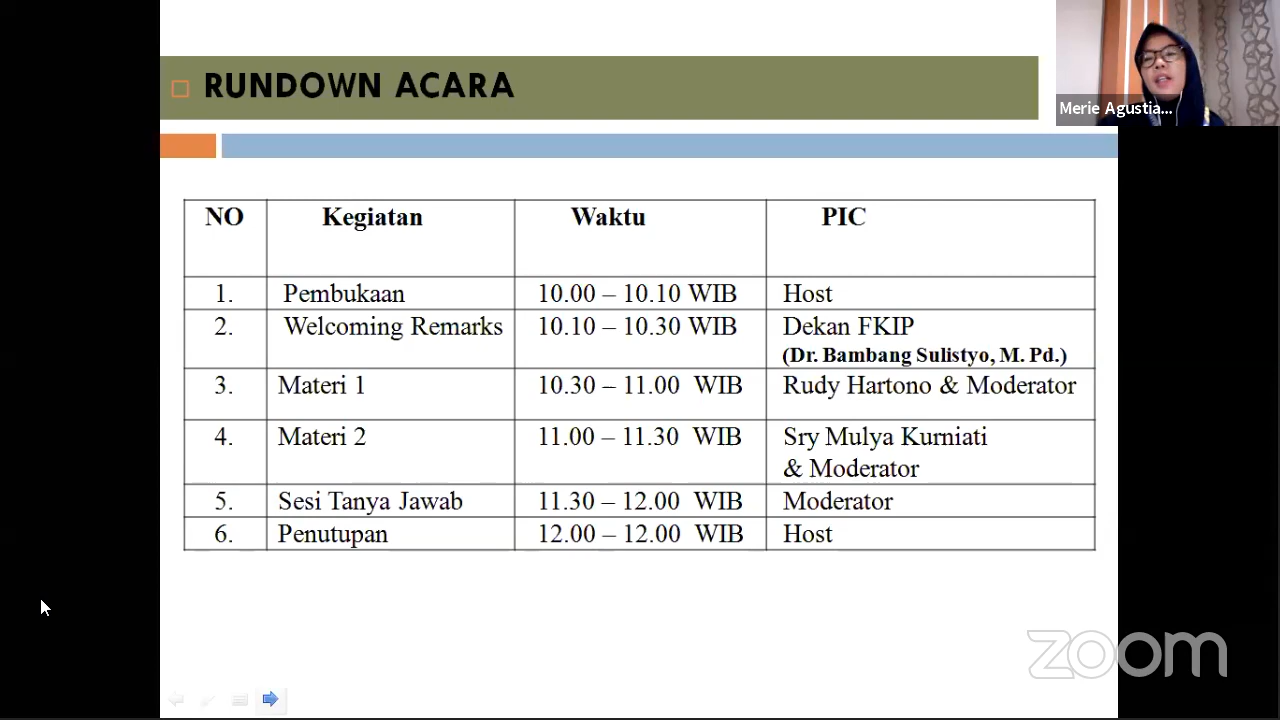 RUNDOWN ACARA
Merie Agustia...
NO Kegiatan Waktu PIC
1. Pembukaan 10.00 – 10.10 WIB Host
2. Welcoming Remarks 10.10 – 10.30 WIB Dekan FKIP
(Dr. Bambang Sulistyo, M. Pd.)
3. Materi 1 10.30 – 11.00 WIB Rudy Hartono & Moderator
4. Materi 2 11.00 – 11.30 WIB Sry Mulya Kurniati
& Moderator
5. Sesi Tanya Jawab 11.30 – 12.00 WIB Moderator
6. Penutupan 12.00 – 12.00 WIB Host
zoom